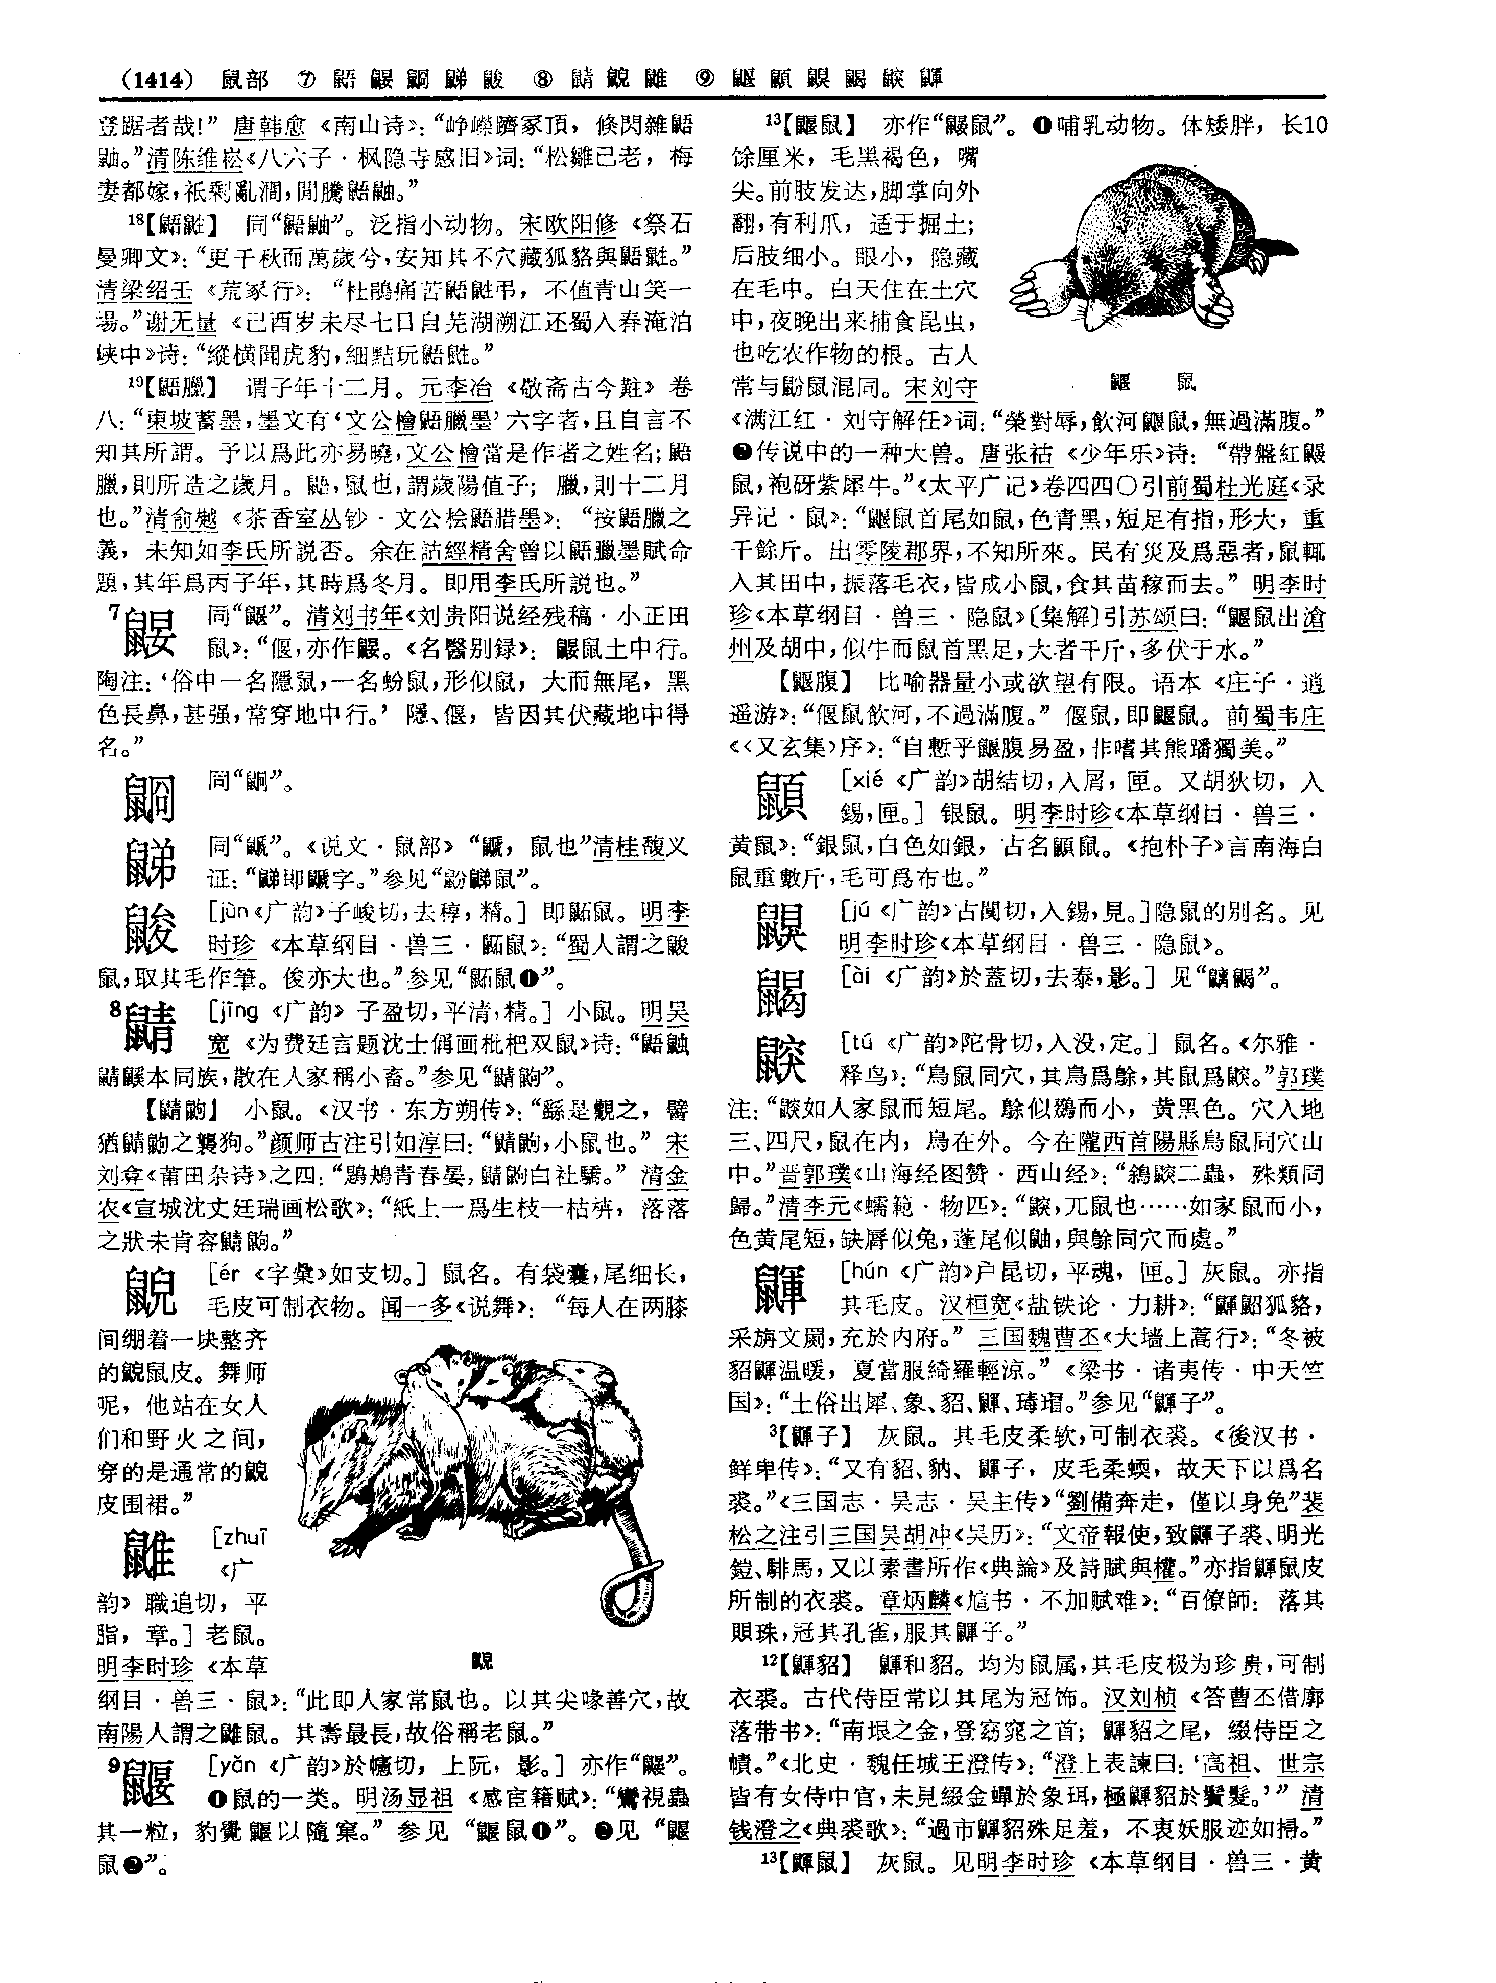 （1414） 鼠部 ⑦ 鼯 鼹 ⑧ 鼱 ⑨ 鼴 鼳 鼵 鼲
登踞者哉!” 唐韩愈《南山诗》：“峥嶸躋冢頂，倏閃雜鼯
鼬。”清陈维崧《八六子·枫隐寺感旧》词：“松雛已老，梅
妻都嫁，祇剩亂澗，閒騰鼯鼬。”
18【鼯鼪】 同“鼯鼬”。泛指小动物。宋欧阳修《祭石
曼卿文》：“更千秋而萬歲兮，安知其不穴藏狐貉與鼯鼪。”
清梁绍壬《荒冢行》：“杜鵑痛苦鼯鼪弔，不值青山笑一
場。”谢无量《己酉岁未尽七日自芜湖溯江还蜀入春淹泊
峡中》诗：“縱横聞虎豹，細黠玩鼯鼪。”
19【鼯臘】 谓子年十二月。元李冶《敬斋古今黈》卷
八：“東坡蓄墨，墨文有‘文公檜鼯臘墨’六字者，且自言不
知其所謂。予以爲此亦易曉，文公檜當是作者之姓名；鼯
臘，則所造之歲月。鼯，鼠也，謂歲陽值子；臘，則十二月
也。”清俞樾《茶香室丛钞·文公桧鼯腊墨》：“按鼯臘之
義，未知如李氏所説否。余在詁經精舍曾以鼯臘墨賦命
題，其年爲丙子年，其時爲冬月。即用李氏所説也。”
7 鼹 同“鼴”。清刘书年《刘贵阳说经残稿·小正田
鼠》：“偃，亦作鼹。《名醫别録》：鼹鼠土中行。
陶注：‘俗中一名隱鼠，一名蚡鼠，形似鼠，大而無尾，黑
色長鼻，甚强，常穿地中行。’隱、偃，皆因其伏藏地中得
名。”
同“”。
同“鼶”。《说文·鼠部》“鼶，鼠也”清桂馥义
证：“即鼶字。”参见“鼢鼠”。
[jùn《广韵》子峻切，去稕，精。] 即鼫鼠。明李
时珍《本草纲目·兽三·鼫鼠》：“蜀人謂之
鼠，取其毛作筆。俊亦大也。”参见“鼫鼠❶”。
8 鼱 [jīng《广韵》子盈切，平清，精。] 小鼠。明吴
宽《为费廷言题沈士偁画枇杷双鼠》诗：“鼯鼬
鼱鼷本同族，散在人家稱小畜。”参见“鼱鼩”。
【鼱鼩】 小鼠。《汉书·东方朔传》：“繇是觀之，譬
猶鼱鼩之襲狗。”颜师古注引如淳曰：“鼱鼩，小鼠也。”宋
刘弇《莆田杂诗》之四：“鶗鴂青春晏，鼱鼩白社驕。”清金
农《宣城沈丈廷瑞画松歌》：“紙上一爲生枝一枯枿，落落
之狀未肯容鼱鼩。”
[ér《字彙》如支切。] 鼠名。有袋囊，尾细长，
毛皮可制衣物。闻一多《说舞》：“每人在两膝
间绷着一块整齐
的鼠皮。舞师
呢，他站在女人
们和野火之间，
穿的是通常的
皮围裙。”
[zhuī
《广
韵》职追切，平
脂，章。] 老鼠。
明李时珍《本草
纲目·兽三·鼠》：“此即人家常鼠也。以其尖喙善穴，故
南陽人謂之鼠。其壽最長，故俗稱老鼠。”
9 鼴 [yǎn《广韵》於幰切，上阮，影。] 亦作“鼹”。
❶鼠的一类。明汤显祖《感宦籍赋》：“鸞視蟲
其一粒，豹覺鼴以隨窠。”参见“鼴鼠❶”。❷见“鼴
鼠❷”。
13【鼴鼠】 亦作“鼹鼠”。❶哺乳动物。体矮胖，长10
馀厘米，毛黑褐色，嘴
尖。前肢发达，脚掌向外
翻，有利爪，适于掘土；
后肢细小。眼小，隐藏
在毛中。白天住在土穴
中，夜晚出来捕食昆虫，
也吃农作物的根。古人
常与鼢鼠混同。宋刘守
《满江红·刘守解任》词：“榮對辱，飲河鼴鼠，無過滿腹。”
❷传说中的一种大兽。唐张祜《少年乐》诗：“帶盤紅鼹
鼠，袍砑紫犀牛。”《太平广记》卷四四〇引前蜀杜光庭《录
异记·鼠》：“鼴鼠首尾如鼠，色青黑，短足有指，形大，重
千餘斤。出零陵郡界，不知所來。民有災及爲惡者，鼠輒
入其田中，振落毛衣，皆成小鼠，食其苗稼而去。”明李时
珍《本草纲目·兽三·隐鼠》〔集解〕引苏颂曰：“鼴鼠出滄
州及胡中，似牛而鼠首黑足，大者千斤，多伏于水。”
【鼴腹】 比喻器量小或欲望有限。语本《庄子·逍
遥游》：“偃鼠飲河，不過滿腹。”偃鼠，即鼴鼠。前蜀韦庄
《〈又玄集〉序》：“自慙乎鼴腹易盈，非嗜其熊蹯獨美。”
[xié《广韵》胡结切，入屑，匣。又胡狄切，入
錫，匣。] 银鼠。明李时珍《本草纲目·兽三·
黄鼠》：“銀鼠，白色如銀，古名鼠。《抱朴子》言南海白
鼠重數斤，毛可爲布也。”
鼳 [jú《广韵》古闃切，入錫，見。]隐鼠的别名。见
明李时珍《本草纲目·兽三·隐鼠》。
[ài《广韵》於蓋切，去泰，影。] 见“”。
鼵 [tú《广韵》陀骨切，入没，定。] 鼠名。《尔雅·
释鸟》：“鳥鼠同穴，其鳥爲鵌，其鼠爲鼵。”郭璞
注：“鼵如人家鼠而短尾。鵌似鵽而小，黄黑色。穴入地
三、四尺，鼠在内，鳥在外。今在隴西首陽縣鳥鼠同穴山
中。”晋郭璞《山海经图赞·西山经》：“鵌鼵二蟲，殊類同
歸。”清李元《蠕範·物匹》：“鼵，兀鼠也……如家鼠而小，
色黄尾短，缺脣似兔，蓬尾似鼬，與鵌同穴而處。”
鼲 [hún《广韵》户昆切，平魂，匣。] 灰鼠。亦指
其毛皮。汉桓宽《盐铁论·力耕》：“鼲貂狐貉，
采旃文罽，充於内府。”三国魏曹丕《大墙上蒿行》：“冬被
貂鼲温暖，夏當服綺羅輕涼。”《梁书·诸夷传·中天竺
国》：“土俗出犀、象、貂、鼲、瑇瑁。”参见“鼲子”。
3【鼲子】 灰鼠。其毛皮柔软，可制衣裘。《後汉书·
鲜卑传》：“又有貂、豽、鼲子，皮毛柔蝡，故天下以爲名
裘。”《三国志·吴志·吴主传》“劉備奔走，僅以身免”裴
松之注引三国吴胡冲《吴历》：“文帝報使，致鼲子裘、明光
鎧、騑馬，又以素書所作《典論》及詩賦與權。”亦指鼲鼠皮
所制的衣裘。章炳麟《訄书·不加赋难》：“百僚師：落其
賏珠，冠其孔雀，服其鼲子。”
12【鼲貂】 鼲和貂。均为鼠属，其毛皮极为珍贵，可制
衣裘。古代侍臣常以其尾为冠饰。汉刘桢《答曹丕借廓
落带书》：“南垠之金，登窈窕之首；鼲貂之尾，綴侍臣之
幘。”《北史·魏任城王澄传》：“澄上表諫曰：‘高祖、世宗
皆有女侍中官，未見綴金蟬於象珥，極鼲貂於鬢髮。’”清
钱澄之《典裘歌》：“過市鼲貂殊足羞，不衷妖服迹如掃。”
13【鼲鼠】 灰鼠。见明李时珍《本草纲目·兽三·黄
鼴 鼠